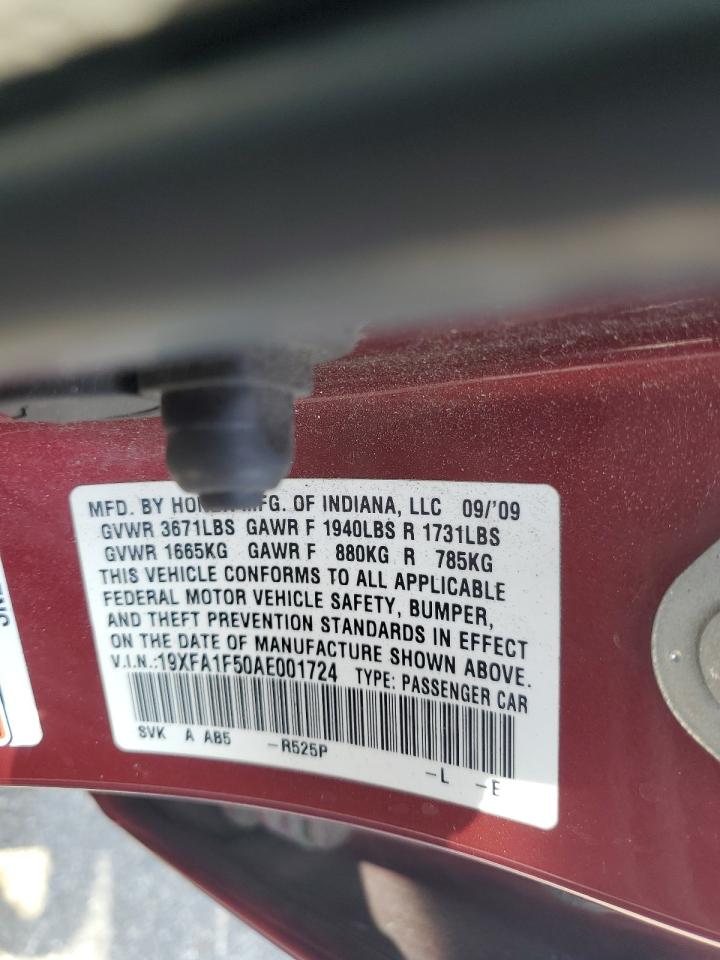 MFD. BY HONDA MFG. OF INDIANA, LLC 09/'09
GVWR 3671LBS GAWR F 1940LBS R 1731LBS
GVWR 1665KG GAWR F 880KG R 785KG
THIS VEHICLE CONFORMS TO ALL APPLICABLE
FEDERAL MOTOR VEHICLE SAFETY, BUMPER,
AND THEFT PREVENTION STANDARDS IN EFFECT
ON THE DATE OF MANUFACTURE SHOWN ABOVE.
V.I.N.:19XFA1F50AE001724 TYPE: PASSENGER CAR
SVK A AB5 -R525P -L -E